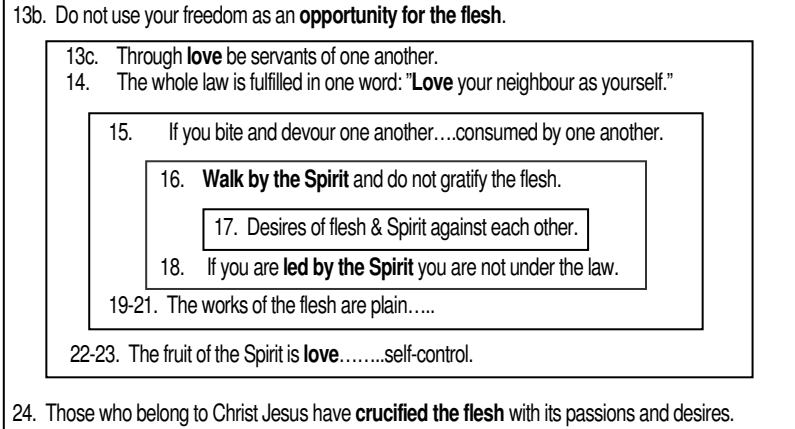 13b. Do not use your freedom as an opportunity for the flesh.
13c. Through love be servants of one another.
14. The whole law is fulfilled in one word: "Love your neighbour as yourself."
15. If you bite and devour one another….consumed by one another.
16. Walk by the Spirit and do not gratify the flesh.
17. Desires of flesh & Spirit against each other.
18. If you are led by the Spirit you are not under the law.
19-21. The works of the flesh are plain…..
22-23. The fruit of the Spirit is love……..self-control.
24. Those who belong to Christ Jesus have crucified the flesh with its passions and desires.